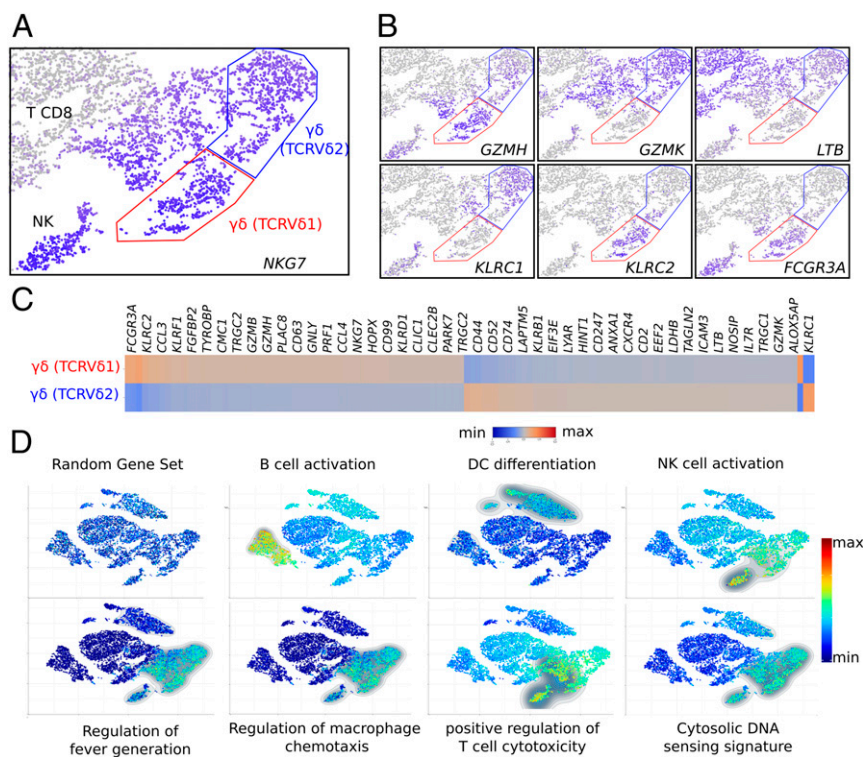 A
T CD8
γδ
(TCRVδ2)
NK
γδ (TCRVδ1)
NKG7
B
GZMH
GZMK
LTB
KLRC1
KLRC2
FCGR3A
C
FCGR3A
KLRC2
CCL3
KLRF1
FGFBP2
TYROBP
CMC1
TRGC2
GZMB
GZMH
PLAC8
CD63
GNLY
PRF1
CCL4
NKG7
HOPX
CD99
KLRD1
CLIC1
CLEC2B
PARK7
TRGC2
CD44
CD52
CD74
LAPTM5
KLRB1
EIF3E
LYAR
HINT1
CD247
ANXA1
CXCR4
CD2
EEF2
LDHB
TAGLN2
ICAM3
LTB
NOSIP
IL7R
TRGC1
GZMK
ALOX5AP
KLRC1
γδ (TCRVδ1)
γδ (TCRVδ2)
min max
D
Random Gene Set
B cell activation
DC differentiation
NK cell activation
max
min
Regulation of
fever generation
Regulation of macrophage
chemotaxis
positive regulation of
T cell cytotoxicity
Cytosolic DNA
sensing signature